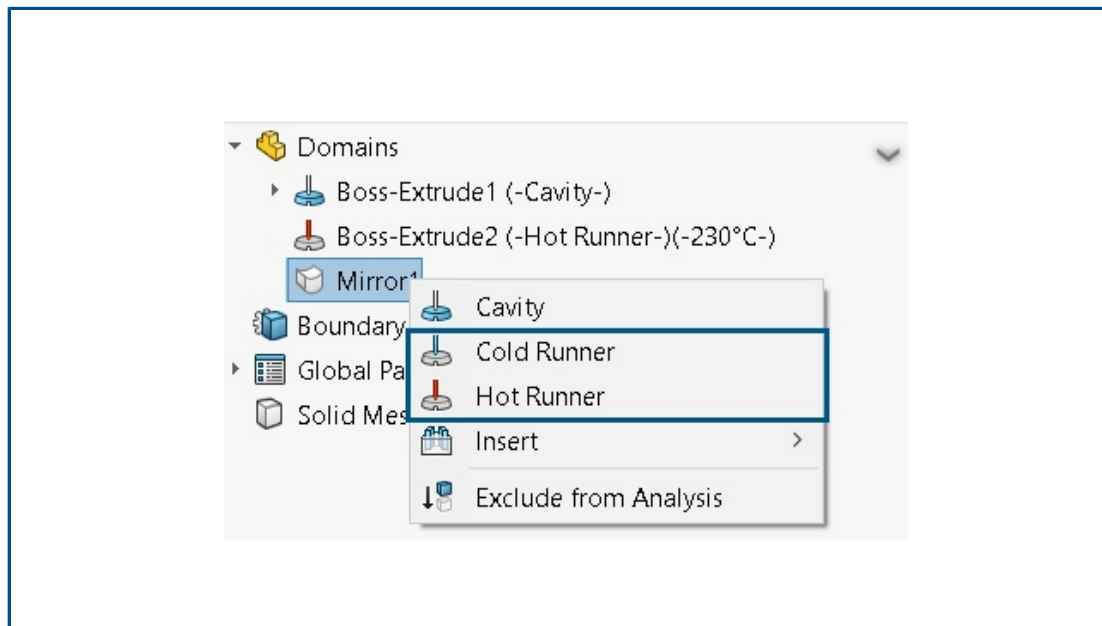 Domains
Boss-Extrude1 (-Cavity-)
Boss-Extrude2 (-Hot Runner-)(-230°C-)
Mirror1
Cavity
Boundary
Cold Runner
Global Pa
Hot Runner
Solid Mes
Insert
Exclude from Analysis